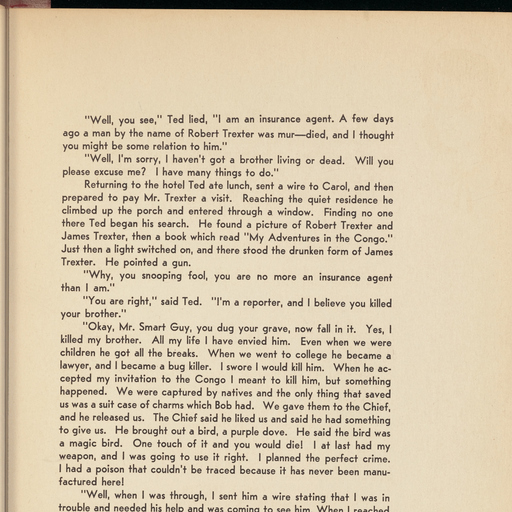 "Well, you see," Ted lied, "I am an insurance agent. A few days
ago a man by the name of Robert Trexter was mur—died, and I thought
you might be some relation to him."
"Well, I'm sorry, I haven't got a brother living or dead. Will you
please excuse me? I have many things to do."
Returning to the hotel Ted ate lunch, sent a wire to Carol, and then
prepared to pay Mr. Trexter a visit. Reaching the quiet residence he
climbed up the porch and entered through a window. Finding no one
there Ted began his search. He found a picture of Robert Trexter and
James Trexter, then a book which read "My Adventures in the Congo."
Just then a light switched on, and there stood the drunken form of James
Trexter. He pointed a gun.
"Why, you snooping fool, you are no more an insurance agent
than I am."
"You are right," said Ted. "I'm a reporter, and I believe you killed
your brother."
"Okay, Mr. Smart Guy, you dug your grave, now fall in it. Yes, I
killed my brother. All my life I have envied him. Even when we were
children he got all the breaks. When we went to college he became a
lawyer, and I became a bug killer. I swore I would kill him. When he ac-
cepted my invitation to the Congo I meant to kill him, but something
happened. We were captured by natives and the only thing that saved
us was a suit case of charms which Bob had. We gave them to the Chief,
and he released us. The Chief said he liked us and said he had something
to give us. He brought out a bird, a purple dove. He said the bird was
a magic bird. One touch of it and you would die! I at last had my
weapon, and I was going to use it right. I planned the perfect crime.
I had a poison that couldn't be traced because it has never been manu-
factured here!
"Well, when I was through, I sent him a wire stating that I was in
trouble and needed his help and was coming to see him. When I reached